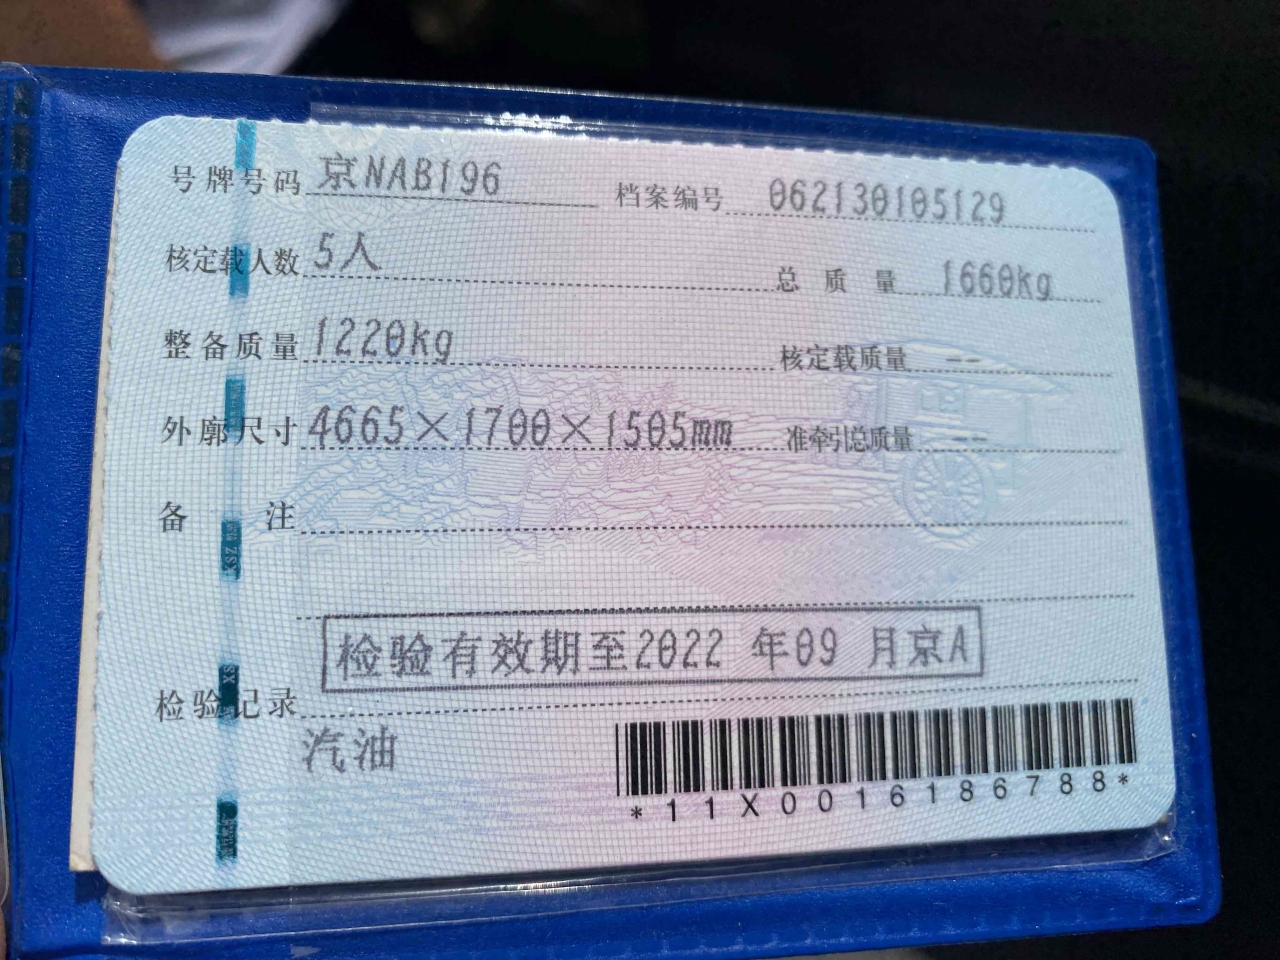 号牌号码 京NAB196 档案编号 062130105129
核定载人数 5人 总质量 1660kg
整备质量 1220kg 核定载质量 --
外廓尺寸 4665×1700×1505mm 准牵引总质量 --
备注
检验有效期至2022 年09 月京A
检验记录
汽油
*11X0016186788*